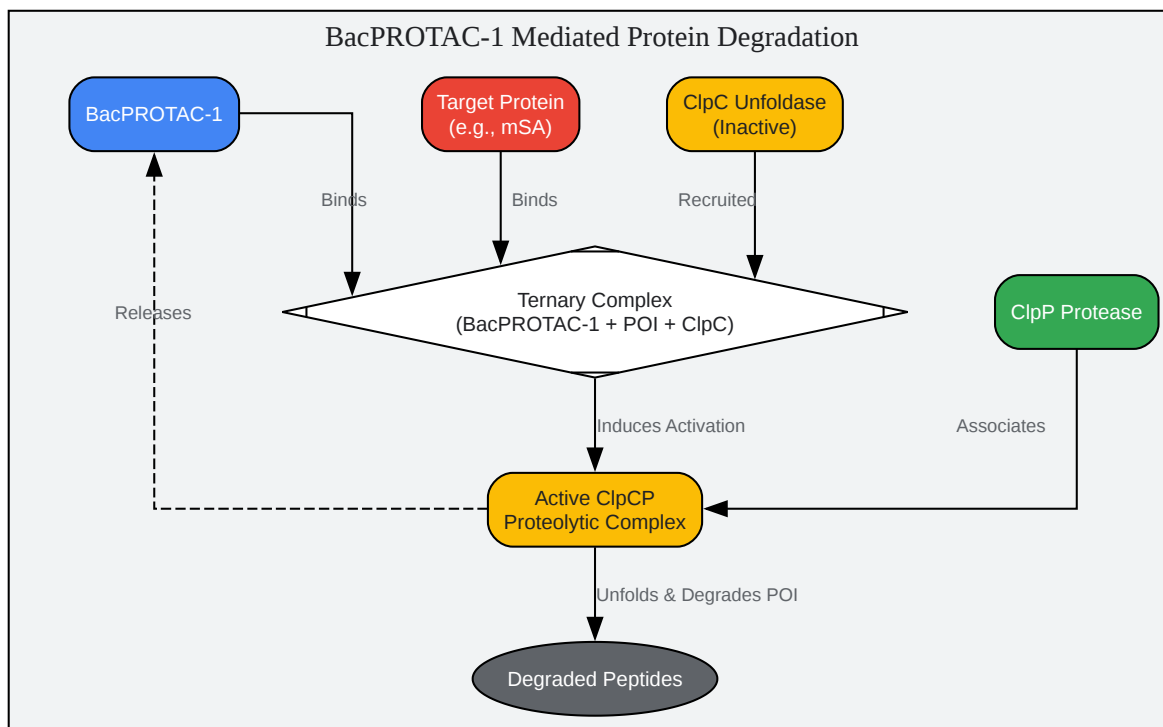 BacPROTAC-1 Mediated Protein Degradation
BacPROTAC-1
Target Protein
(e.g., mSA)
ClpC Unfoldase
(Inactive)
Binds
Binds
Recruited
Releases
Ternary Complex
(BacPROTAC-1 + POI + ClpC)
ClpP Protease
Induces Activation
Associates
Active ClpCP
Proteolytic Complex
Unfolds & Degrades POI
Degraded Peptides